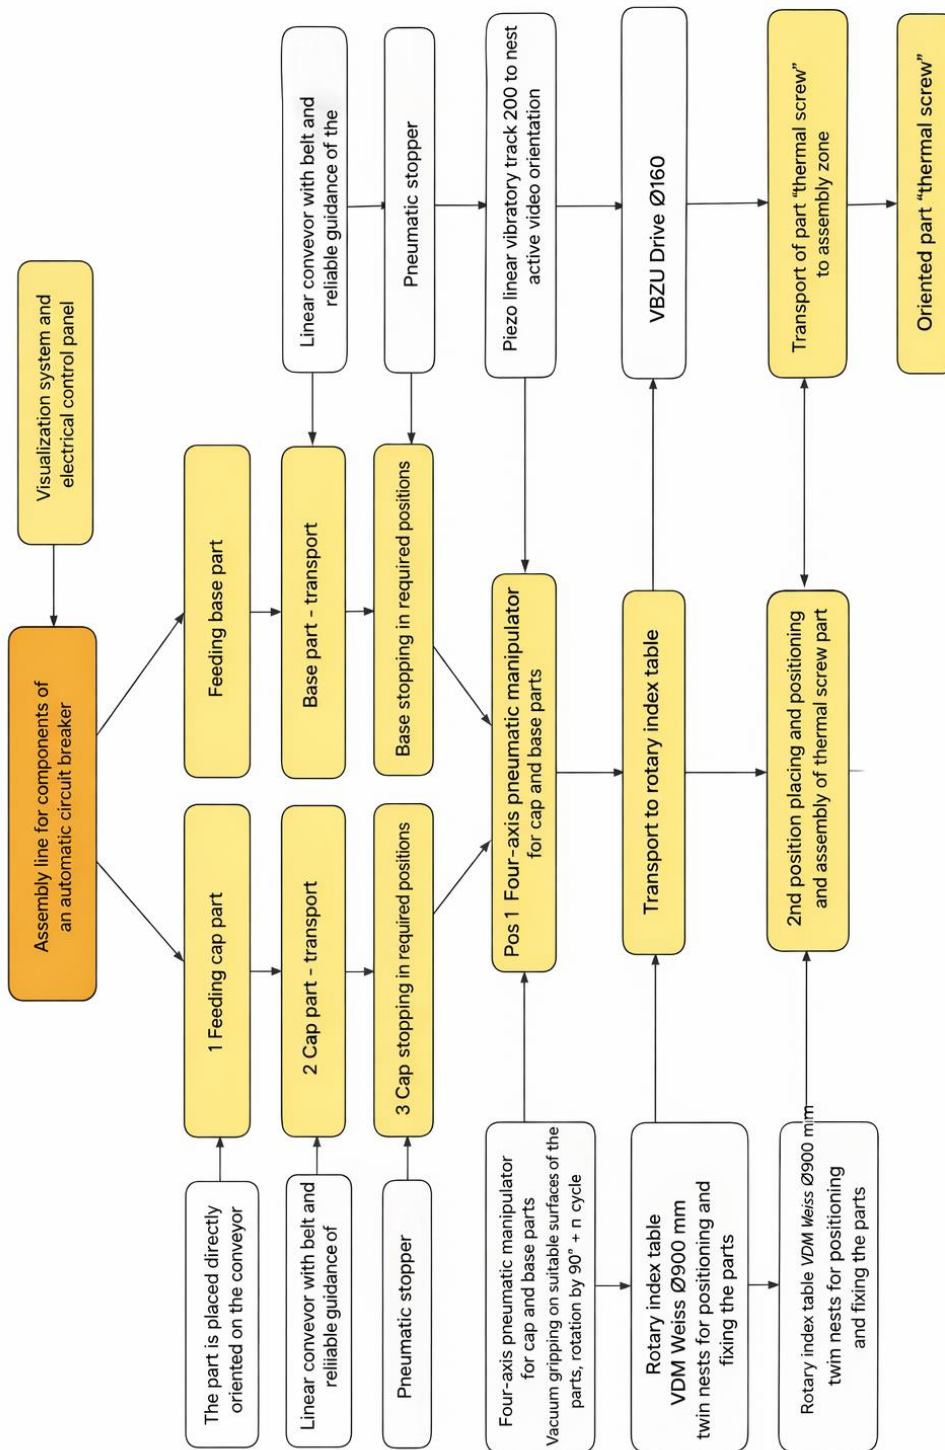 Assembly line for components of
an automatic circuit breaker
Visualization system and
electrical control panel
The part is placed directly
oriented on the conveyor
1 Feeding cap part
Feeding base part
Linear conveyor with belt and
reliiable guidance of
2 Cap part - transport
Base part - transport
Linear convevor with belt and
reliable guidance of the
Pneumatic stopper
3 Cap stopping in required positions
Base stopping in required positions
Pneumatic stopper
Four-axis pneumatic manipulator
for cap and base parts
Vacuum gripping on suitable surfaces of the
parts, rotation by 90° + n cycle
Pos 1 Four-axis pneumatic manipulator
for cap and base parts
Piezo linear vibratory track 200 to nest
active video orientation
Rotary index table
VDM Weiss Ø900 mm
twin nests for positioning and
fixing the parts
Transport to rotary index table
VBZU Drive Ø160
Rotary index table VDM Weiss Ø900 mm
twin nests for positioning
and fixing the parts
2nd position placing and positioning
and assembly of thermal screw part
Transport of part "thermal screw"
to assembly zone
Oriented part "thermal screw"